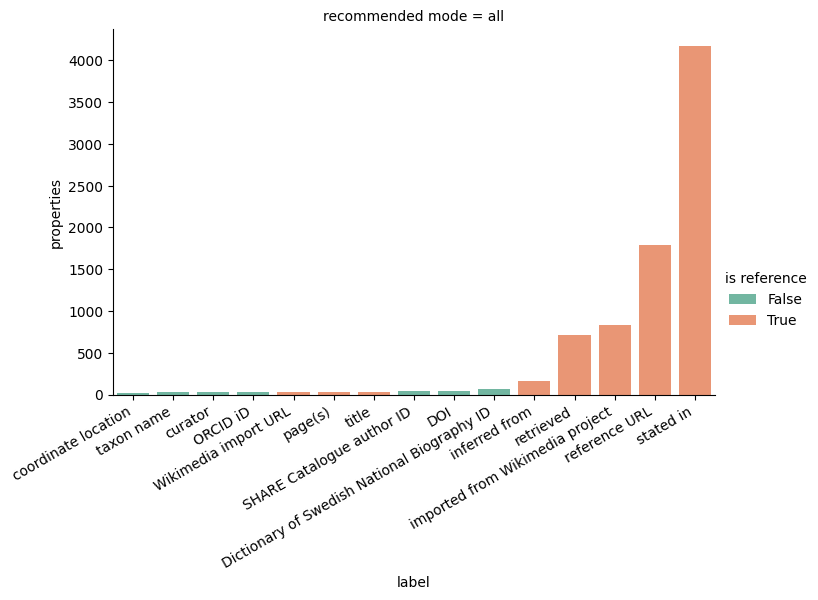 recommended mode = all
properties
4000
3500
3000
2500
2000
1500
1000
500
0
coordinate location
taxon name
curator
ORCID iD
Wikimedia import URL
page(s)
title
SHARE Catalogue author ID
DOI
Dictionary of Swedish National Biography ID
inferred from
retrieved
imported from Wikimedia project
reference URL
stated in
label
is reference
False
True